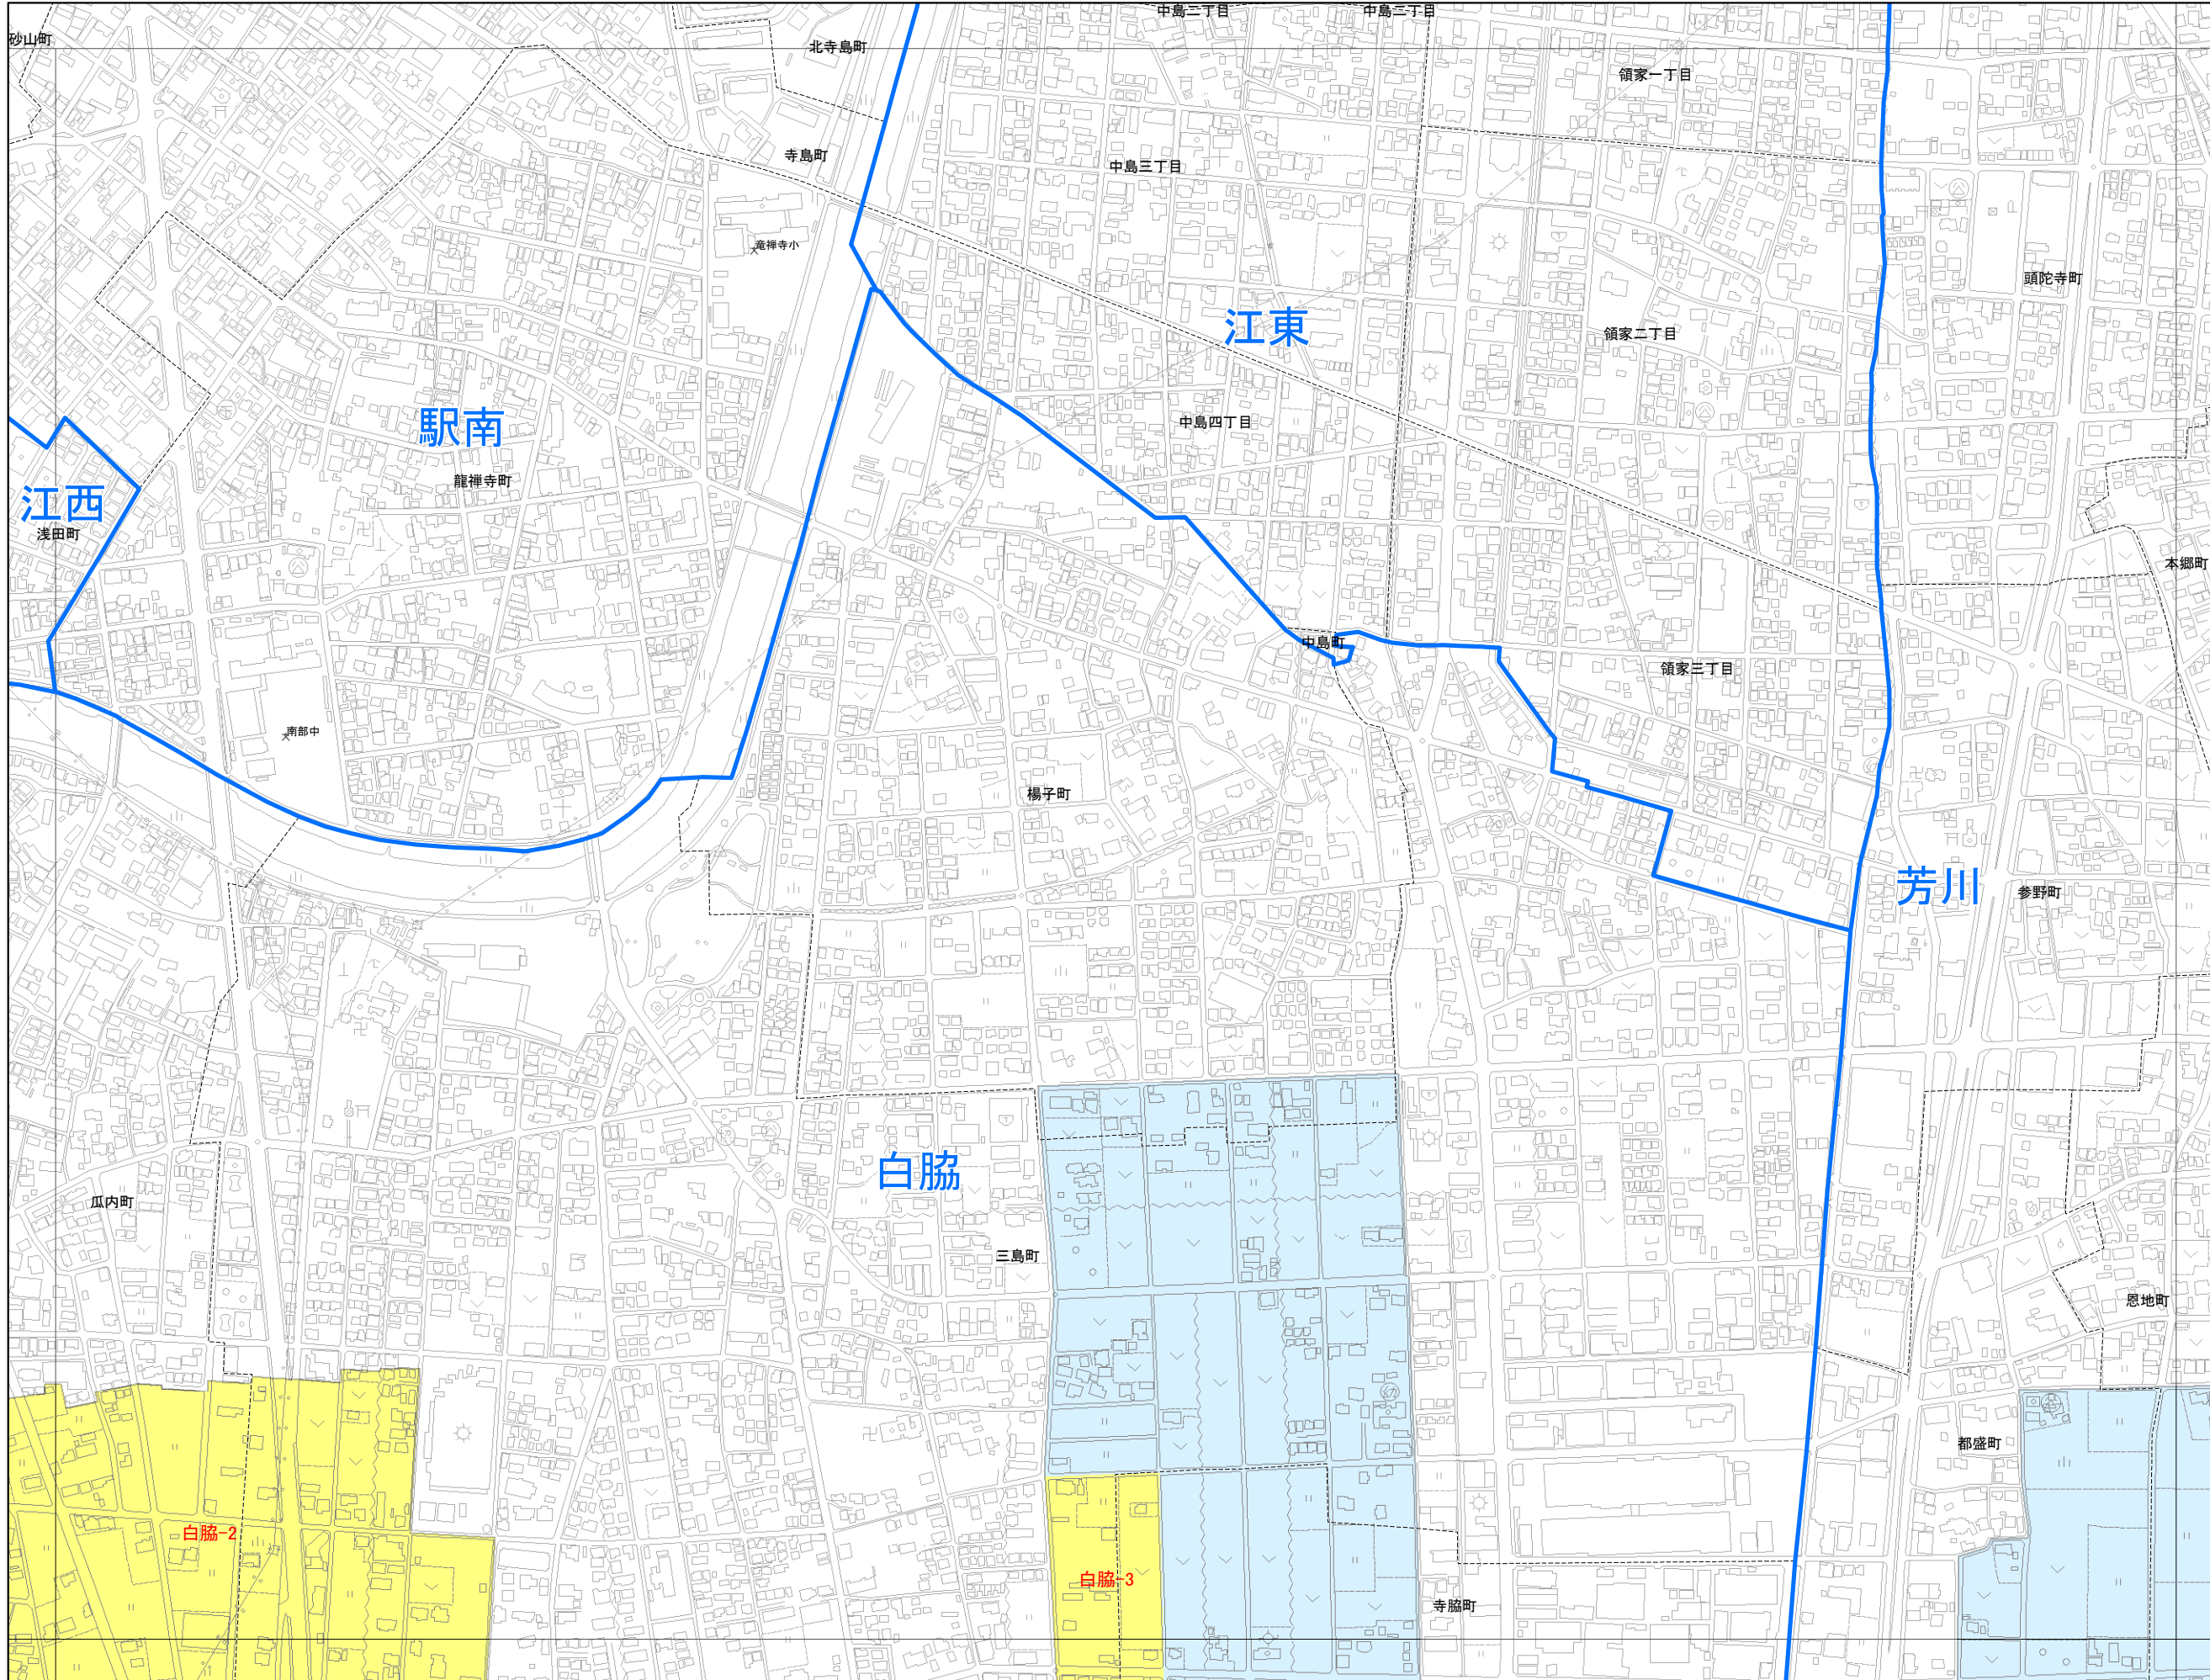 中島二丁目
中島二丁目
砂山町
北寺島町
領家一丁目
寺島町
中島三丁目
竜禅寺小
頭陀寺町
江東
領家二丁目
駅南
中島四丁目
龍禅寺町
江西
浅田町
本郷町
中島町
領家三丁目
南部中
楊子町
芳川
参野町
白脇
瓜内町
三島町
恩地町
都盛町
白脇-2
白脇-3
寺脇町